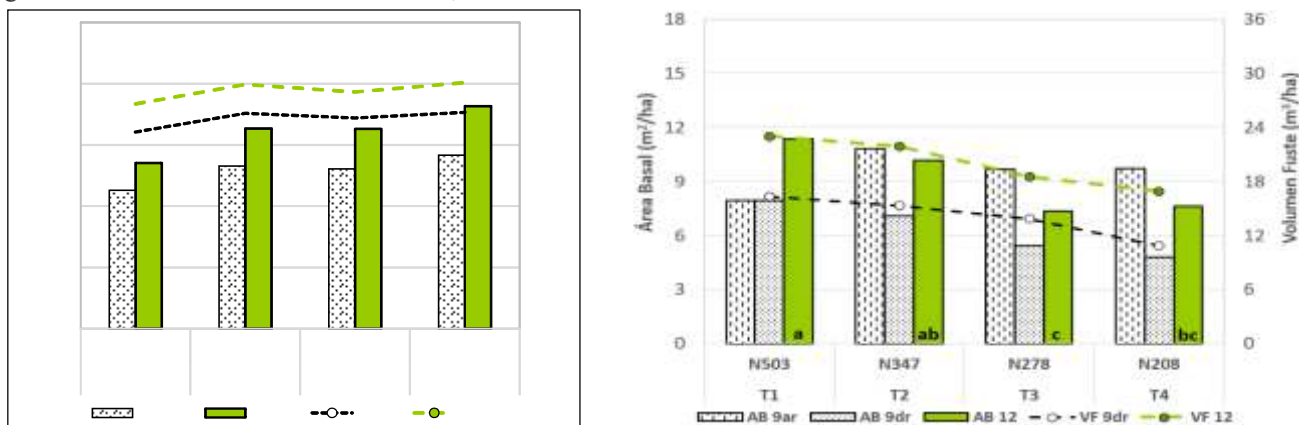 18
15
12
9
6
3
0
Área Basal (m²/ha)
36
30
24
18
12
6
0
Volumen Fuste (m³/ha)
a
ab
c
bc
N503
N347
N278
N208
T1
T2
T3
T4
AB 9ar
AB 9dr
AB 12
VF 9dr
VF 12